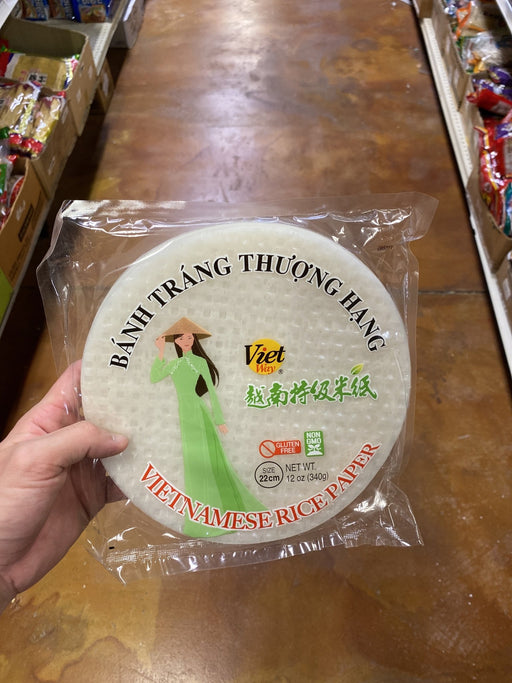 BÁNH TRÁNG THƯỢNG HẠNG
Viet
Way®
越南特级米纸
GLUTEN
FREE
NON
GMO
SIZE
22cm
NET WT.
12 oz (340g)
VIETNAMESE RICE PAPER